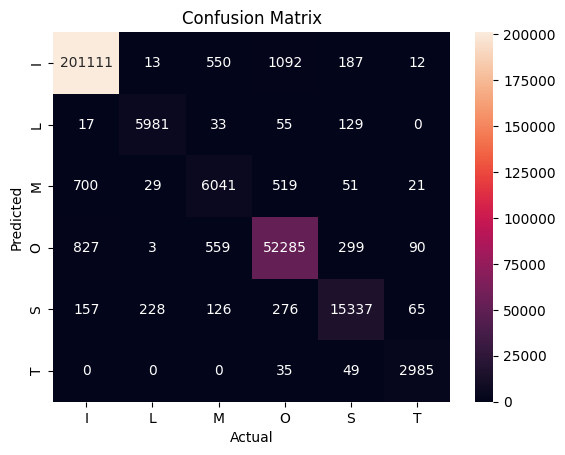 Confusion Matrix
I 201111 13 550 1092 187 12
L 17 5981 33 55 129 0
M 700 29 6041 519 51 21
O 827 3 559 52285 299 90
S 157 228 126 276 15337 65
T 0 0 0 35 49 2985
I L M O S T
Predicted
Actual
200000
175000
150000
125000
100000
75000
50000
25000
0